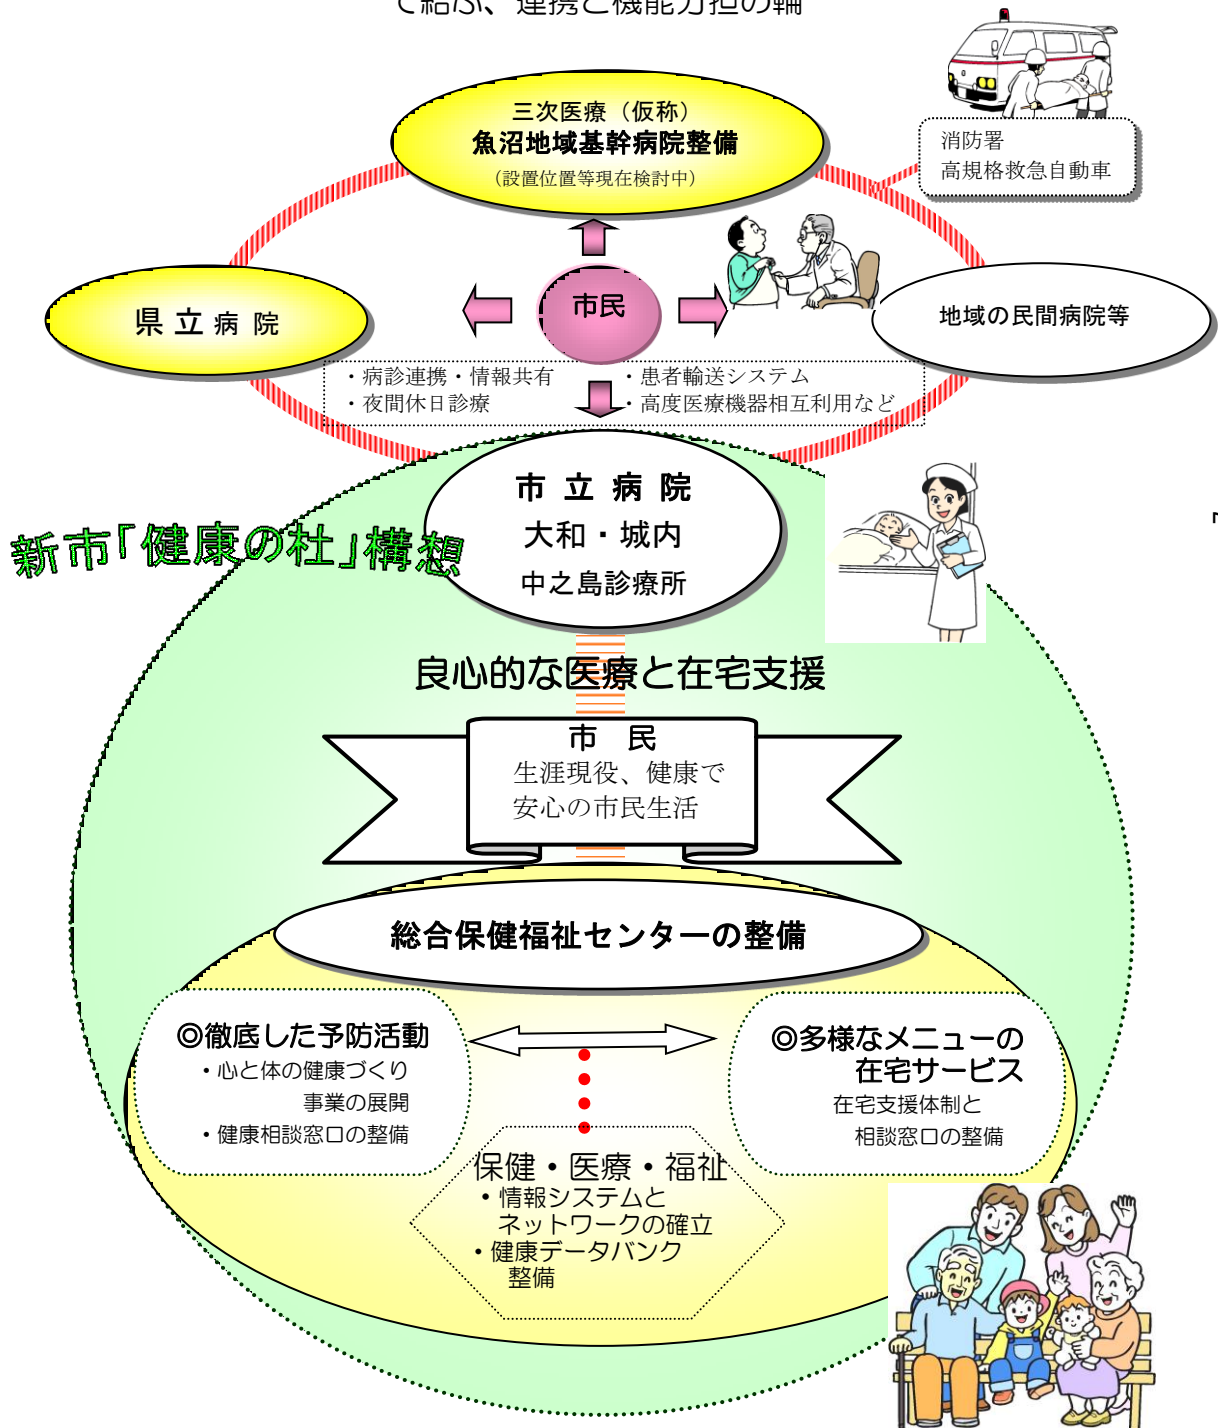 で結ぶ、連携と機能分担の輪
三次医療（仮称）
魚沼地域基幹病院整備
（設置位置等現在検討中）
消防署
高規格救急自動車
県立病院
市民
地域の民間病院等
・病診連携・情報共有
・夜間休日診療
・患者輸送システム
・高度医療機器相互利用など
市立病院
大和・城内
中之島診療所
新市「健康の杜」構想
良心的な医療と在宅支援
市 民
生涯現役、健康で
安心の市民生活
総合保健福祉センターの整備
◎徹底した予防活動
・心と体の健康づくり
事業の展開
・健康相談窓口の整備
◎多様なメニューの
在宅サービス
在宅支援体制と
相談窓口の整備
保健・医療・福祉
・情報システムと
ネットワークの確立
・健康データバンク
整備